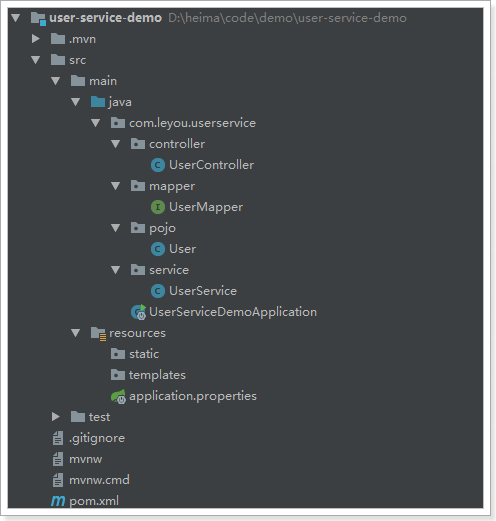 user-service-demo D:\heima\code\demo\user-service-demo
.mvn
src
main
java
com.leyou.userservice
controller
UserController
mapper
UserMapper
pojo
User
service
UserService
UserServiceDemoApplication
resources
static
templates
application.properties
test
.gitignore
mvnw
mvnw.cmd
pom.xml